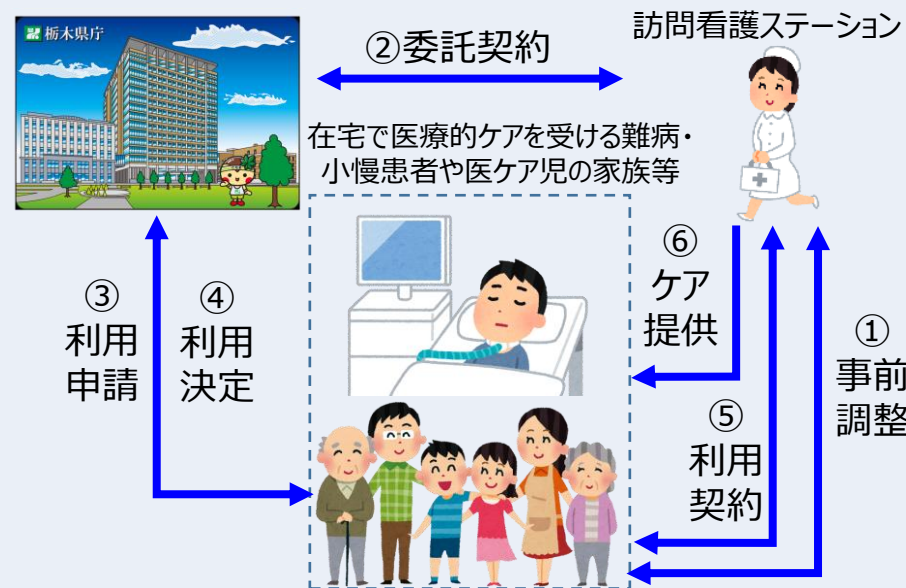 栃木県庁
訪問看護ステーション
②委託契約
在宅で医療的ケアを受ける難病・
小慢患者や医ケア児の家族等
③
利用
申請
④
利用
決定
⑥
ケア
提供
①
事前
調整
⑤
利用
契約